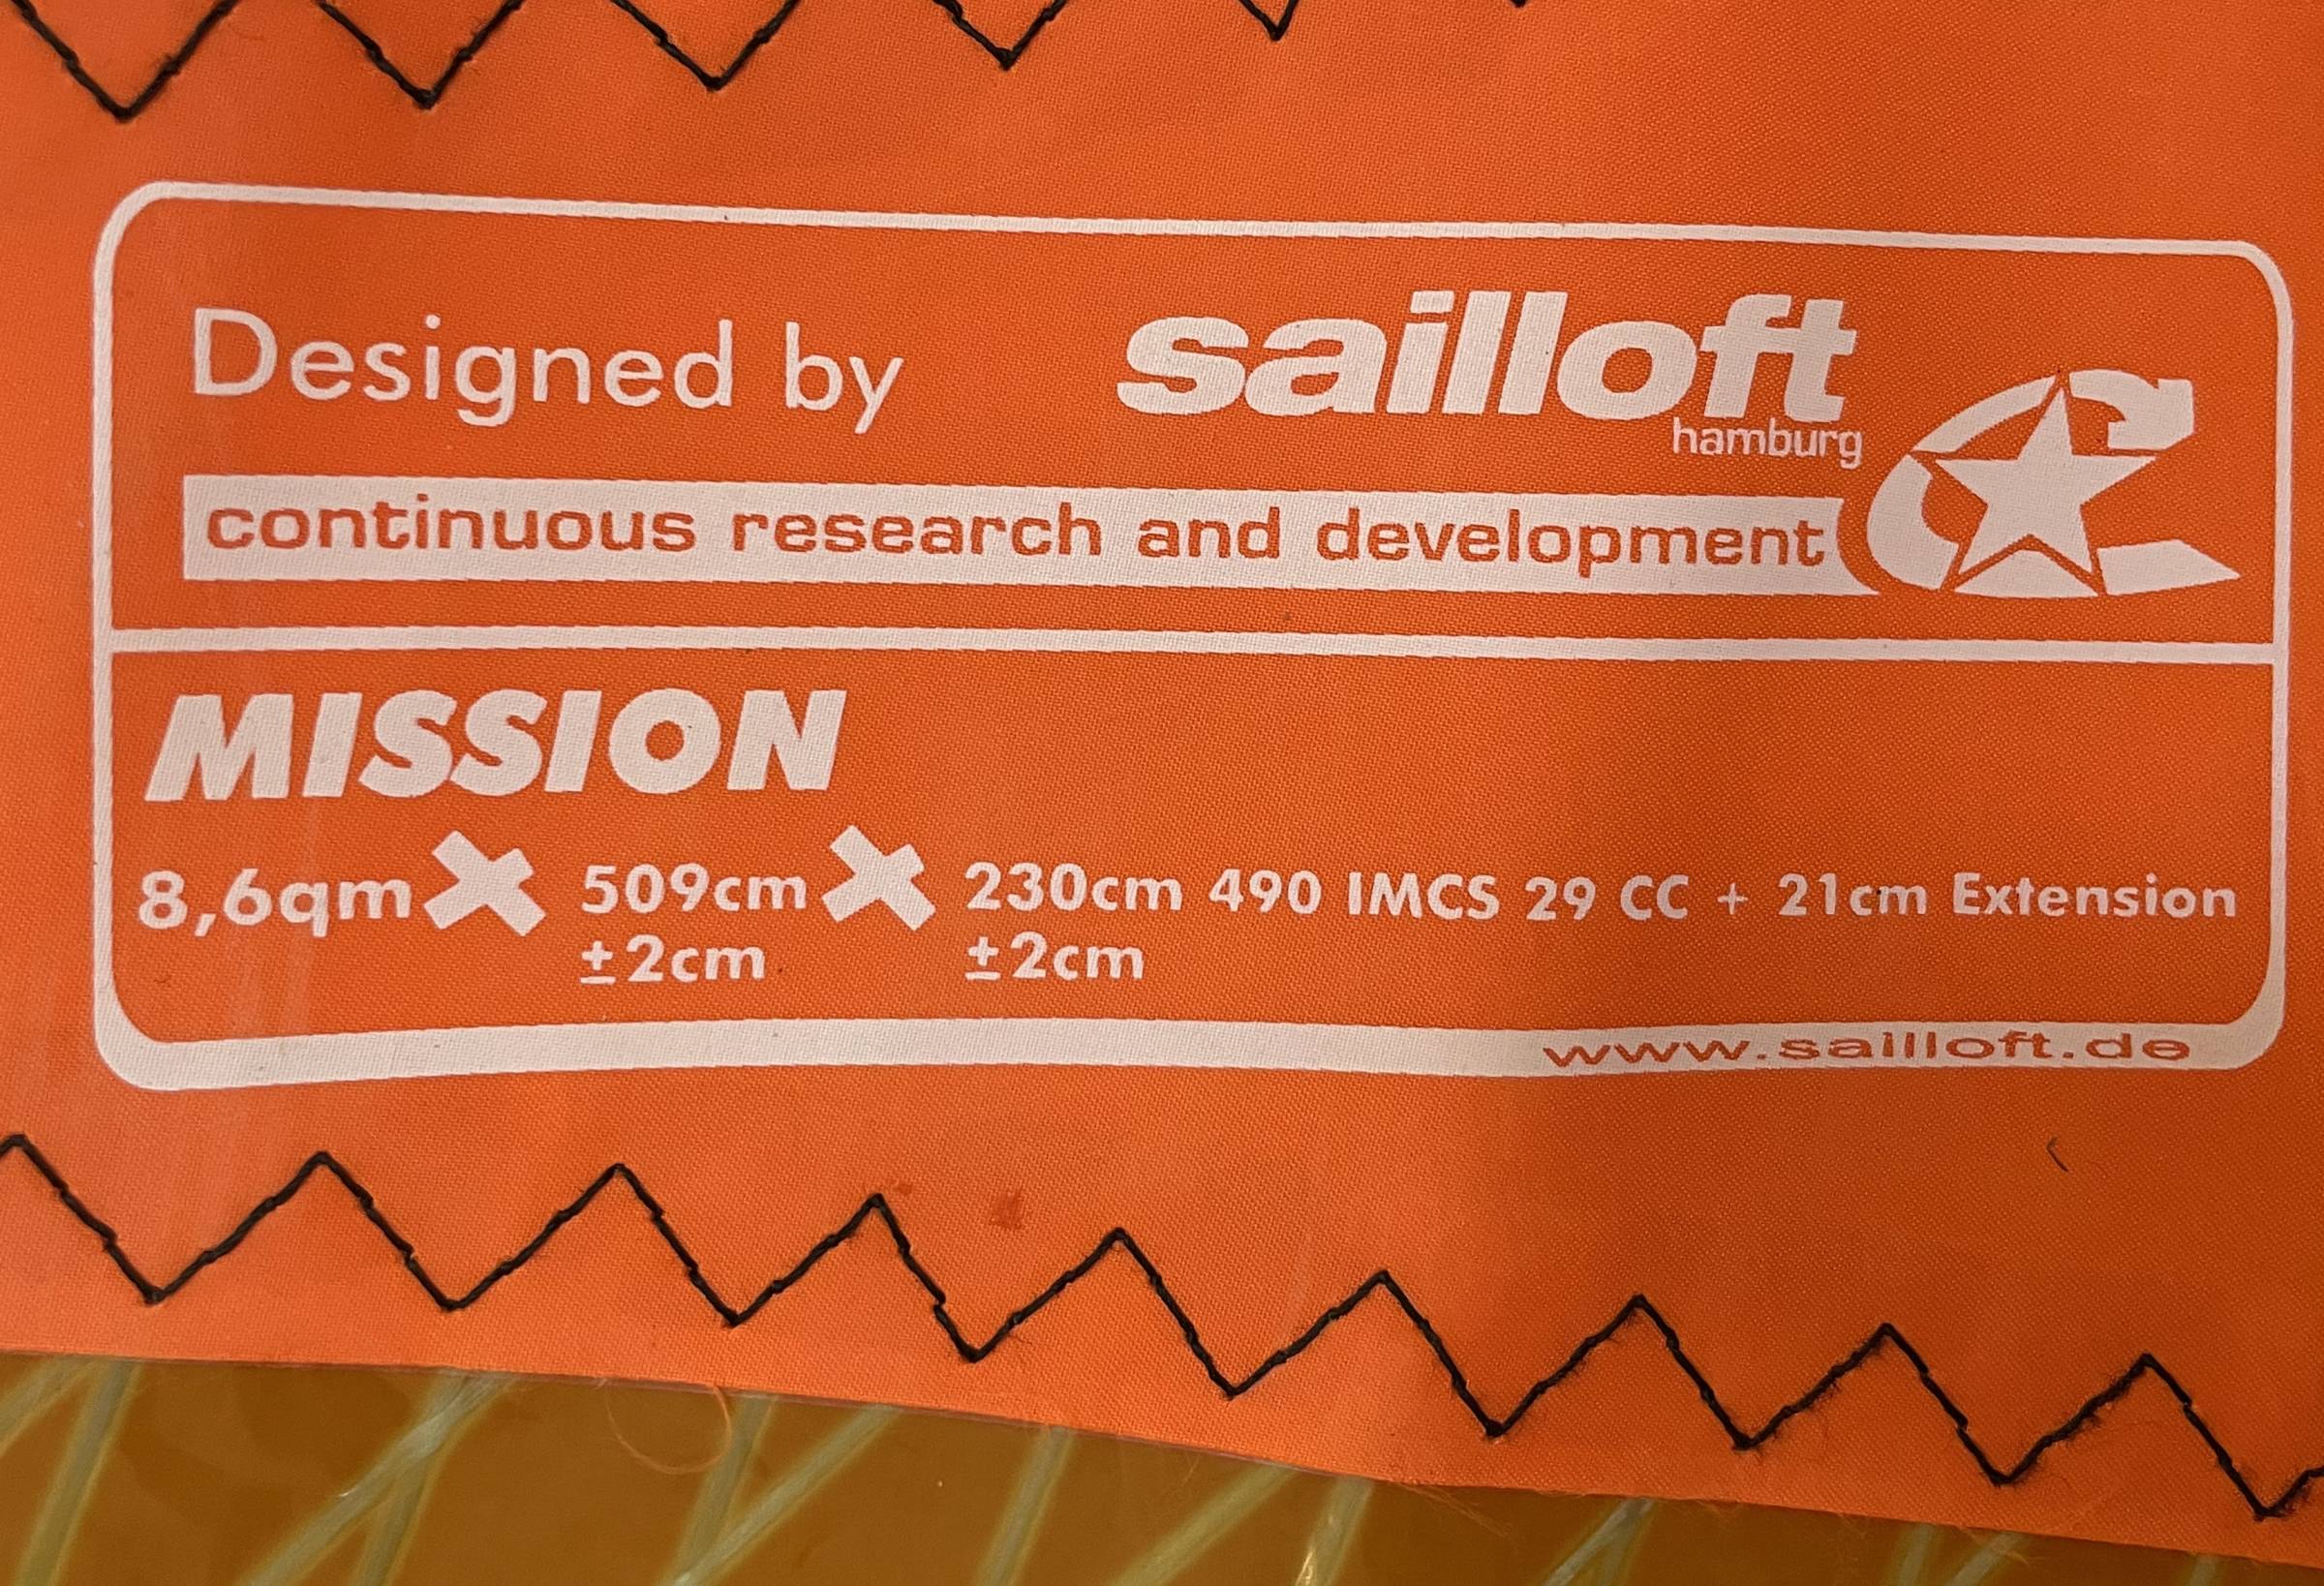 Designed by sailloft
hamburg
continuous research and development
MISSION
8,6qm 509cm 230cm 490 IMCS 29 CC + 21cm Extension
±2cm ±2cm
www.sailloft.de